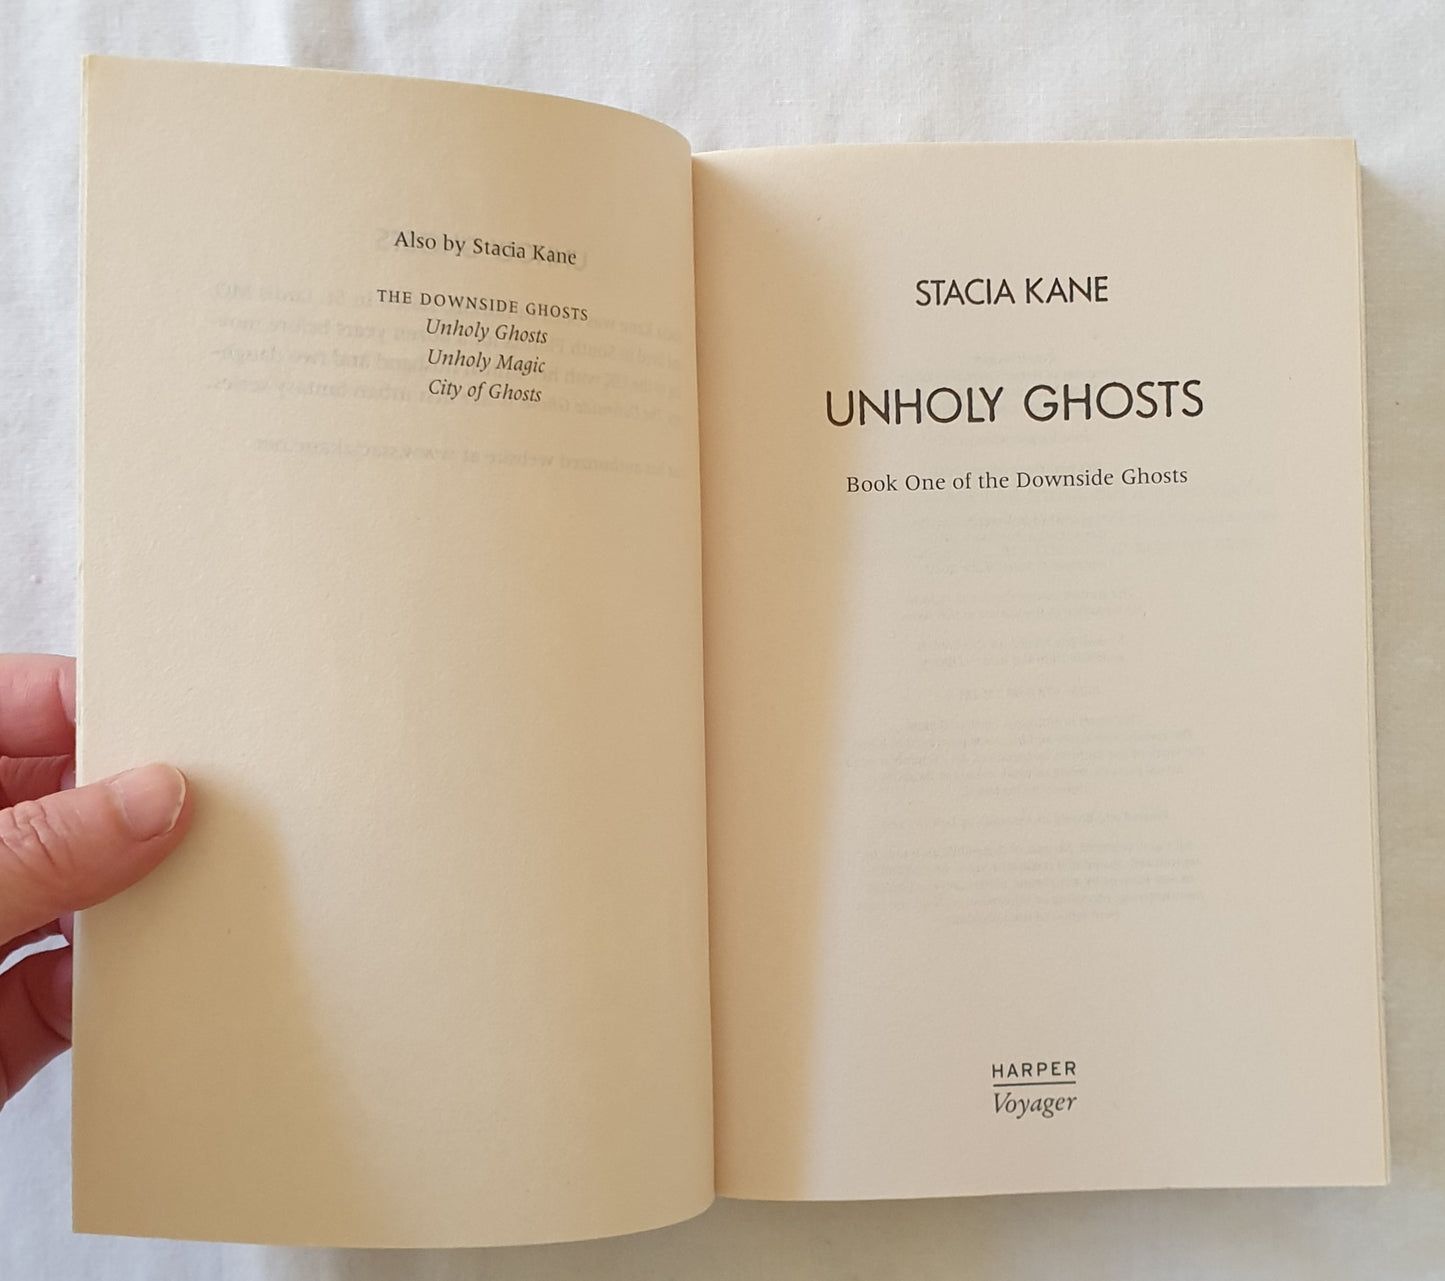 Also by Stacia Kane
THE DOWNSIDE GHOSTS
Unholy Ghosts
Unholy Magic
City of Ghosts
STACIA KANE
UNHOLY GHOSTS
Book One of the Downside Ghosts
HARPER
Voyager